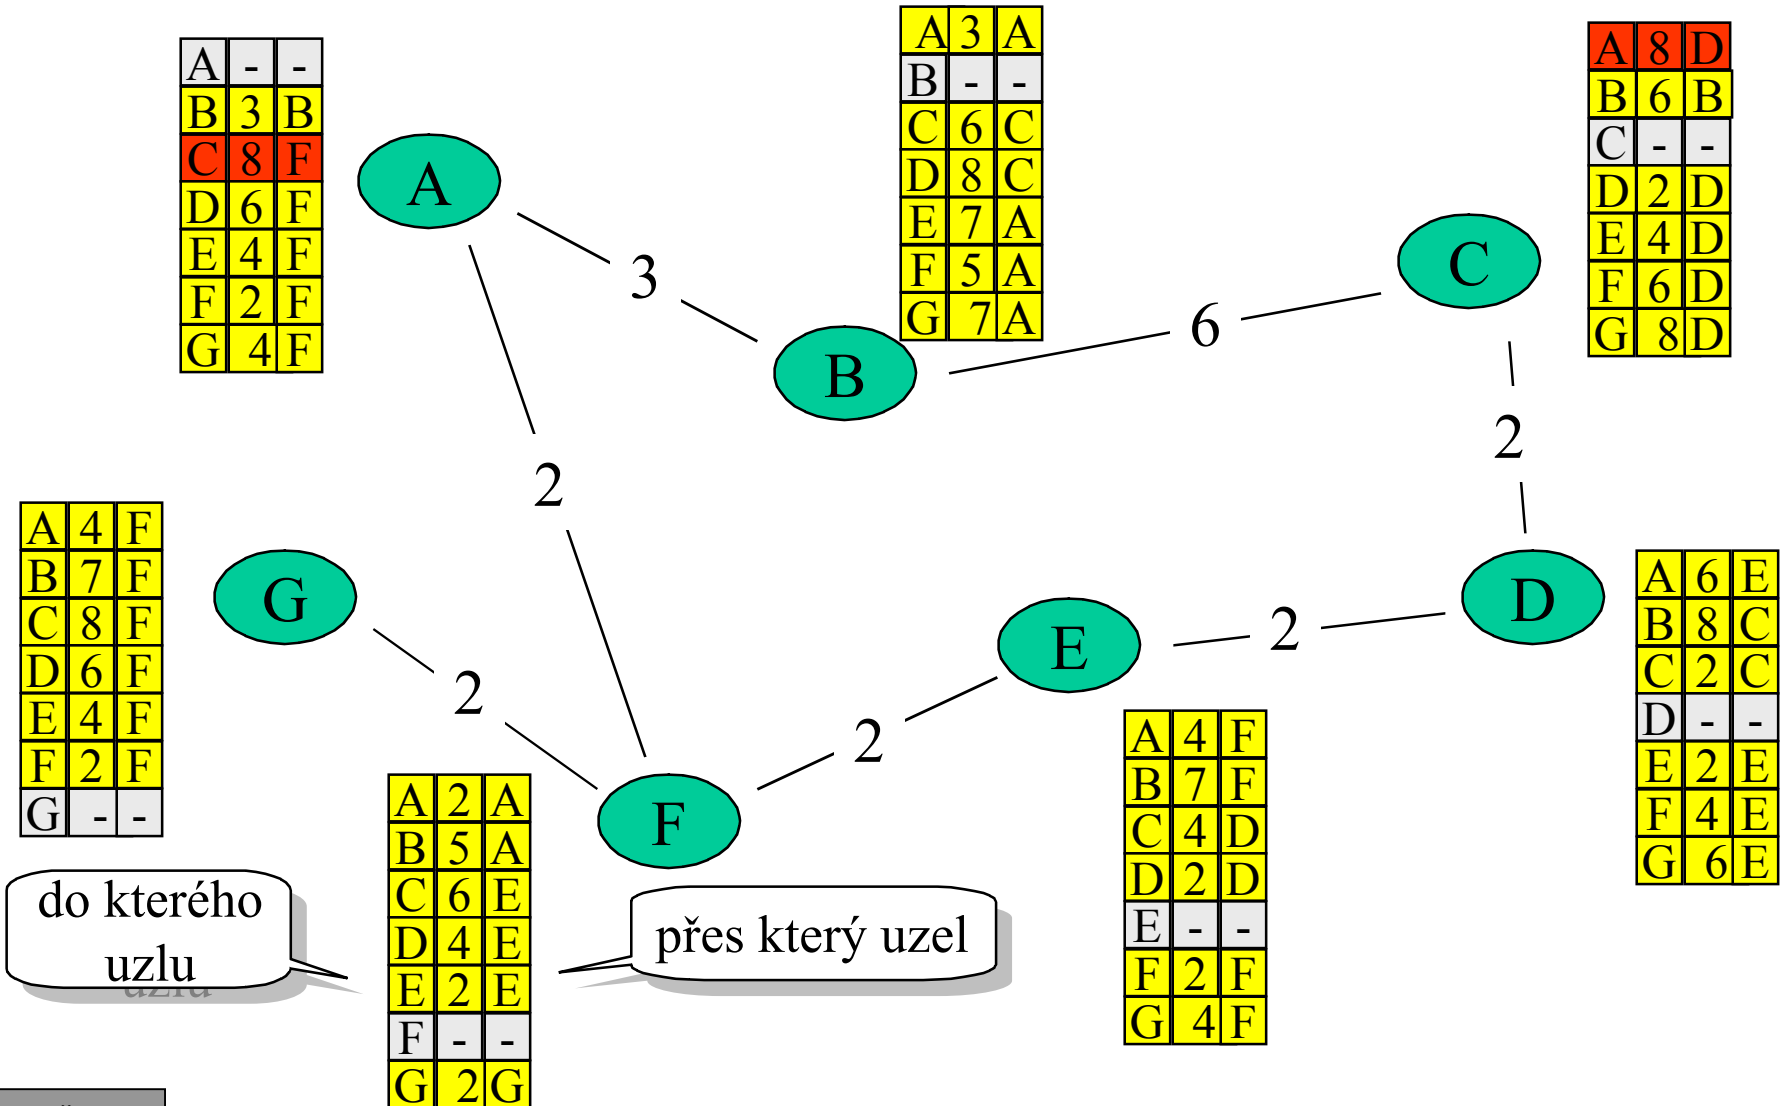 A - -
B 3 B
C 8 F
D 6 F
E 4 F
F 2 F
G 4 F
A 3 A
B - -
C 6 C
D 8 C
E 7 A
F 5 A
G 7 A
A 8 D
B 6 B
C - -
D 2 D
E 4 D
F 6 D
G 8 D
A
3
B
6
C
2
2
A 4 F
B 7 F
C 8 F
D 6 F
E 4 F
F 2 F
G - -
G
2
E
2
D
A 6 E
B 8 C
C 2 C
D - -
E 2 E
F 4 E
G 6 E
2
F
A 4 F
B 7 F
C 4 D
D 2 D
E - -
F 2 F
G 4 F
A 2 A
B 5 A
C 6 E
D 4 E
E 2 E
F - -
G 2 G
do kterého
uzlu
přes který uzel